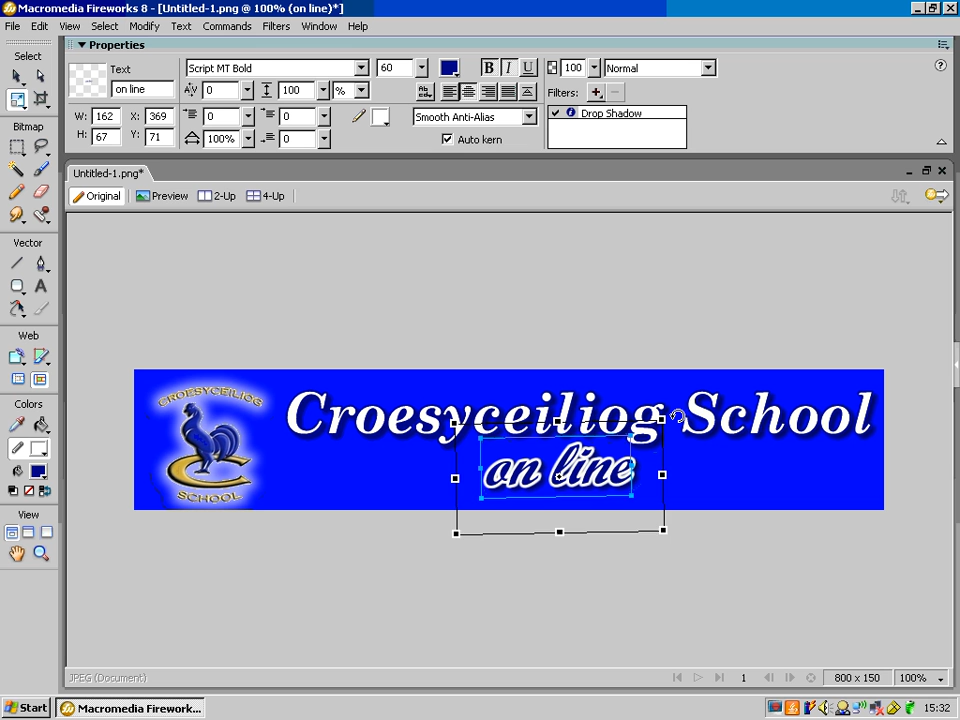 Macromedia Fireworks 8 - [Untitled-1.png @ 100% (on line)*]
File Edit View Select Modify Text Commands Filters Window Help
Select
Properties
Text
on line
Script MT Bold
60
B I U
100
Normal
0
100
%
Filters:
W: 162 X: 369
H: 67 Y: 71
0
0
Smooth Anti-Alias
Drop Shadow
100%
0
Auto kern
Bitmap
Untitled-1.png*
Original Preview 2-Up 4-Up
Vector
A
Web
Colors
View
CROESYCEILIOG
SCHOOL
Croesyceiliog School
on line
JPEG (Document)
1
800 x 150
100%
Start
Macromedia Firework...
15:32